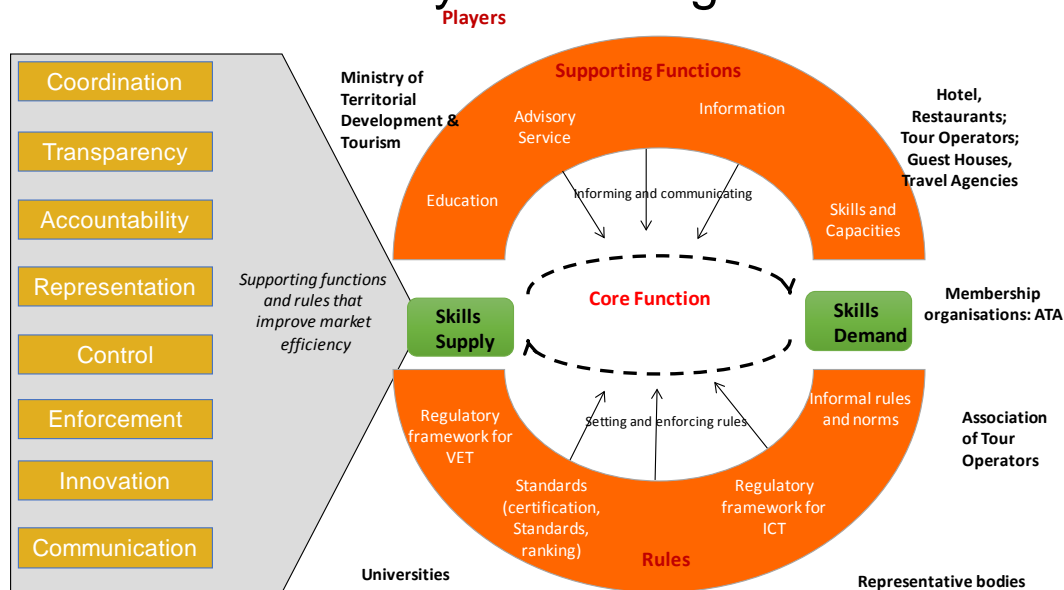 Players
Coordination
Transparency
Accountability
Representation
Control
Enforcement
Innovation
Communication
Supporting functions
and rules that
improve market
efficiency
Ministry of
Territorial
Development &
Tourism
Supporting Functions
Advisory
Service
Information
Education
Skills and
Capacities
Informing and communicating
Hotel,
Restaurants;
Tour Operators;
Guest Houses,
Travel Agencies
Core Function
Skills
Supply
Skills
Demand
Membership
organisations: ATA
Setting and enforcing rules
Regulatory
framework for
VET
Standards
(certification,
Standards,
ranking)
Regulatory
framework for
ICT
Informal rules
and norms
Rules
Association
of Tour
Operators
Universities
Representative bodies